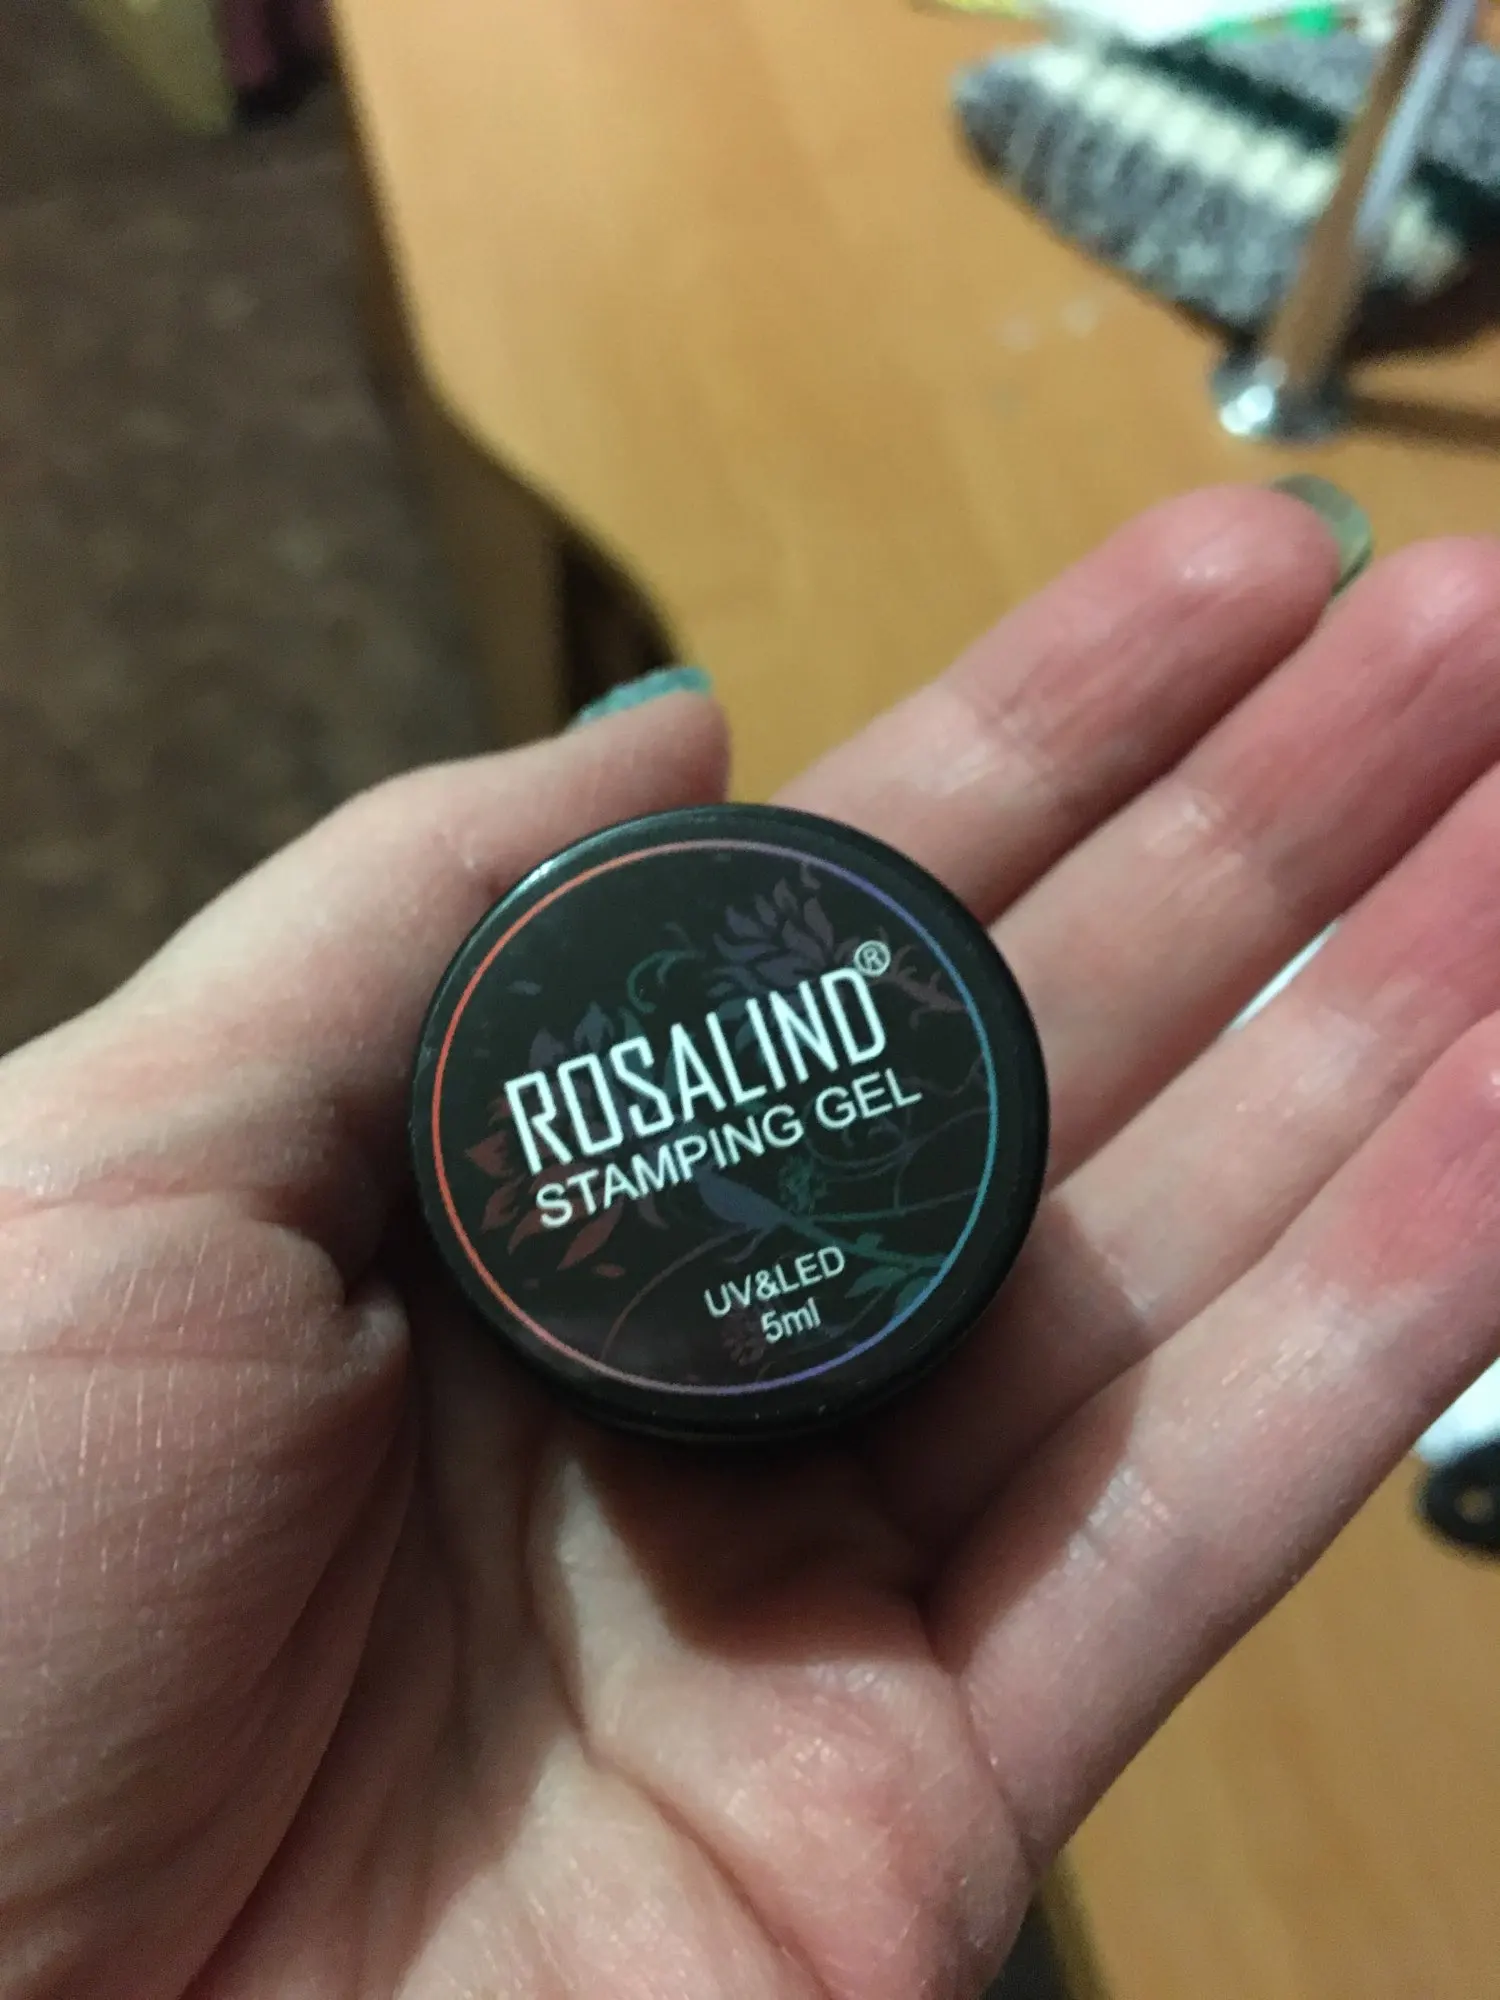 ROSALIND®
STAMPING GEL
UV&LED
5ml